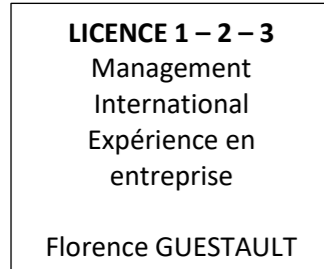 LICENCE 1 – 2 – 3
Management
International
Expérience en
entreprise
Florence GUESTAULT